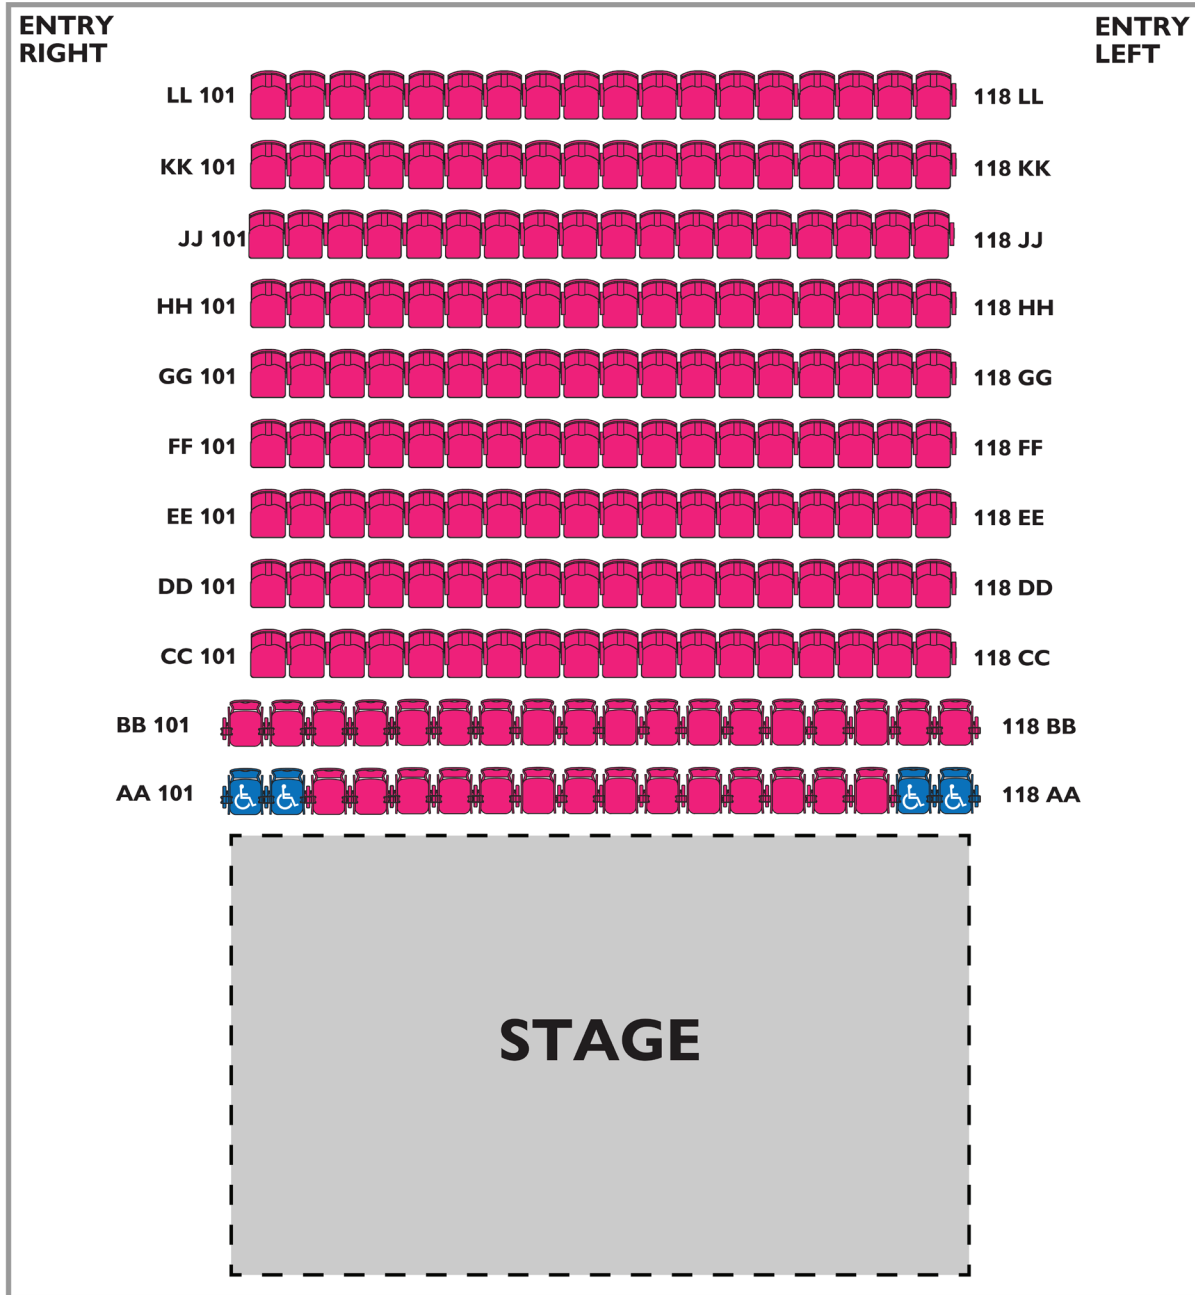 ENTRY
RIGHT
ENTRY
LEFT
LL 101 118 LL
KK 101 118 KK
JJ 101 118 JJ
HH 101 118 HH
GG 101 118 GG
FF 101 118 FF
EE 101 118 EE
DD 101 118 DD
CC 101 118 CC
BB 101 118 BB
AA 101 118 AA
STAGE